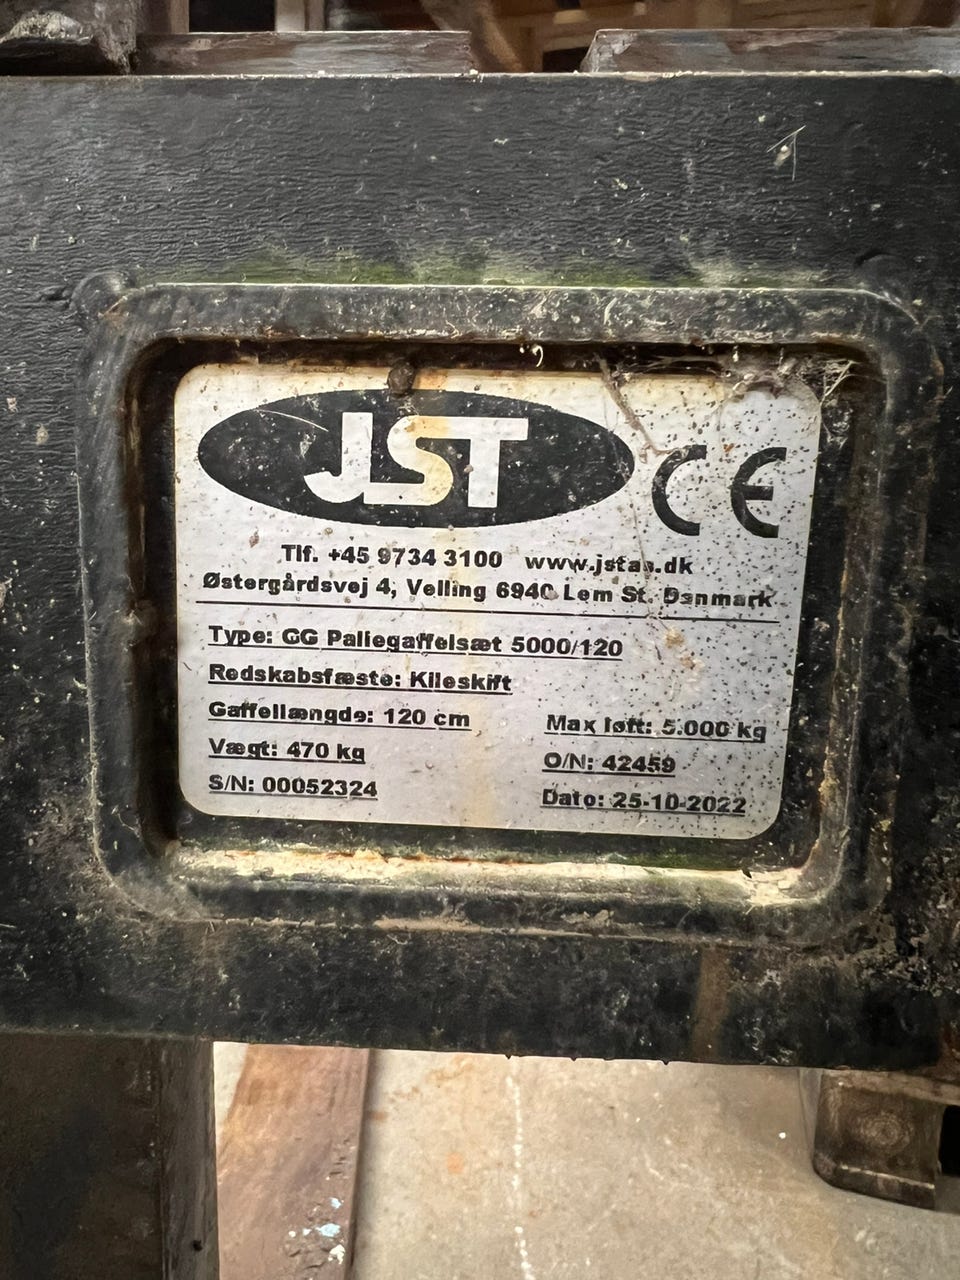 JST CE
Tlf. +45 9734 3100 www.jstas.dk
Østergårdsvej 4, Velling 6940 Lem St. Danmark
Type: GG Pallegaffelsæt 5000/120
Redskabsfæste: Kileskift
Gaffellængde: 120 cm
Max løft: 5.000 kg
Vægt: 470 kg
O/N: 42459
S/N: 00052324
Dato: 25-10-2022